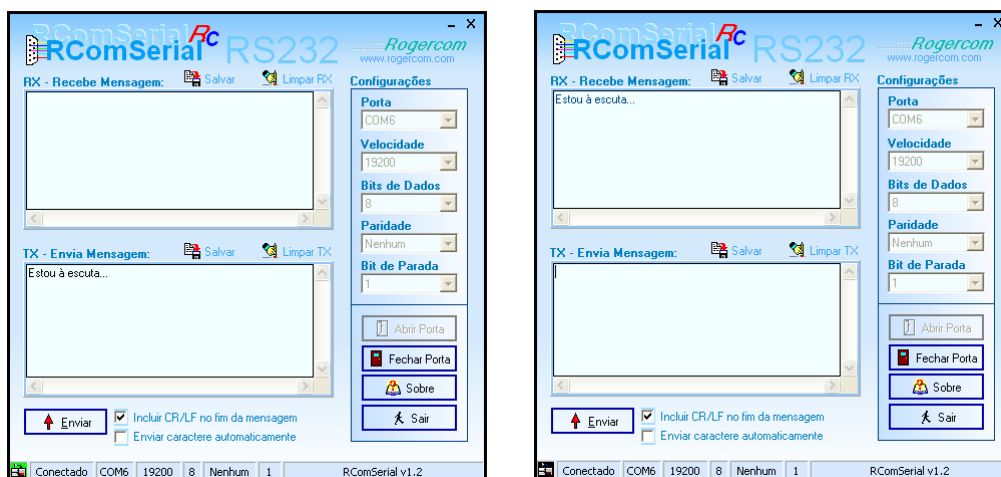 RComSerial RC RS232 Rogercom
www.rogercom.com
RX - Recebe Mensagem: Salvar Limpar RX
Configurações
Porta
COM6
Velocidade
19200
Bits de Dados
8
Paridade
Nenhum
Bit de Parada
1
TX - Envia Mensagem: Salvar Limpar TX
Estou à escuta...
Abrir Porta
Fechar Porta
Sobre
Sair
Enviar
Incluir CR/LF no fim da mensagem
Enviar caractere automaticamente
Conectado COM6 19200 8 Nenhum 1 RComSerial v1.2
RComSerial RC RS232 Rogercom
www.rogercom.com
RX - Recebe Mensagem: Salvar Limpar RX
Estou à escuta...
Configurações
Porta
COM6
Velocidade
19200
Bits de Dados
8
Paridade
Nenhum
Bit de Parada
1
TX - Envia Mensagem: Salvar Limpar TX
Abrir Porta
Fechar Porta
Sobre
Sair
Enviar
Incluir CR/LF no fim da mensagem
Enviar caractere automaticamente
Conectado COM6 19200 8 Nenhum 1 RComSerial v1.2